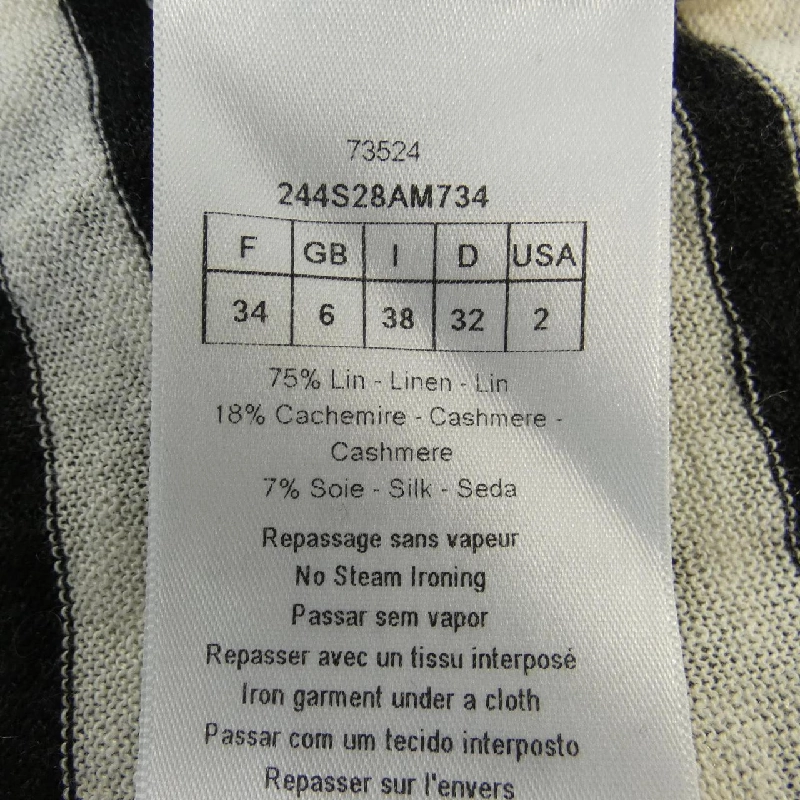 73524
244S28AM734
F GB I D USA
34 6 38 32 2
75% Lin - Linen - Lin
18% Cachemire - Cashmere -
Cashmere
7% Soie - Silk - Seda
Repassage sans vapeur
No Steam Ironing
Passar sem vapor
Repasser avec un tissu interposé
Iron garment under a cloth
Passar com um tecido interposto
Repasser sur l'envers